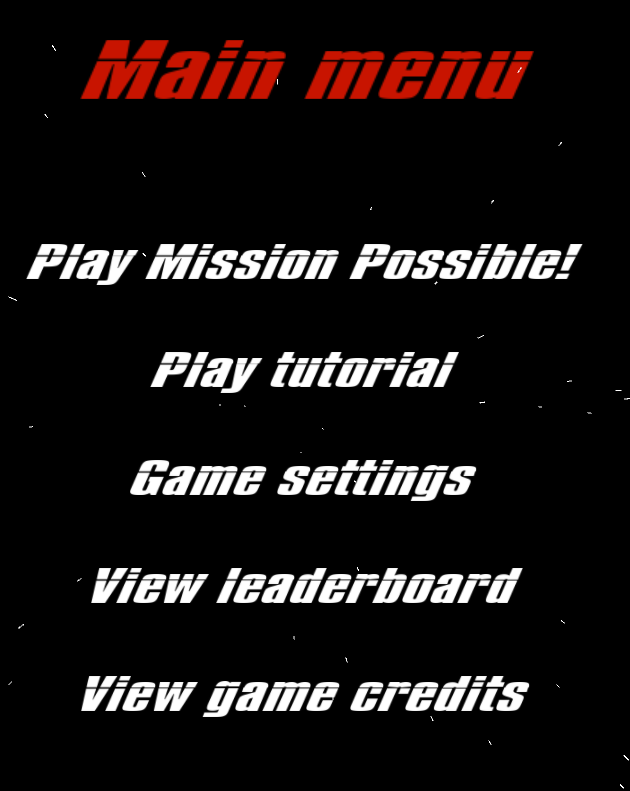 Main menu
Play Mission Possible!
Play tutorial
Game settings
View leaderboard
View game credits